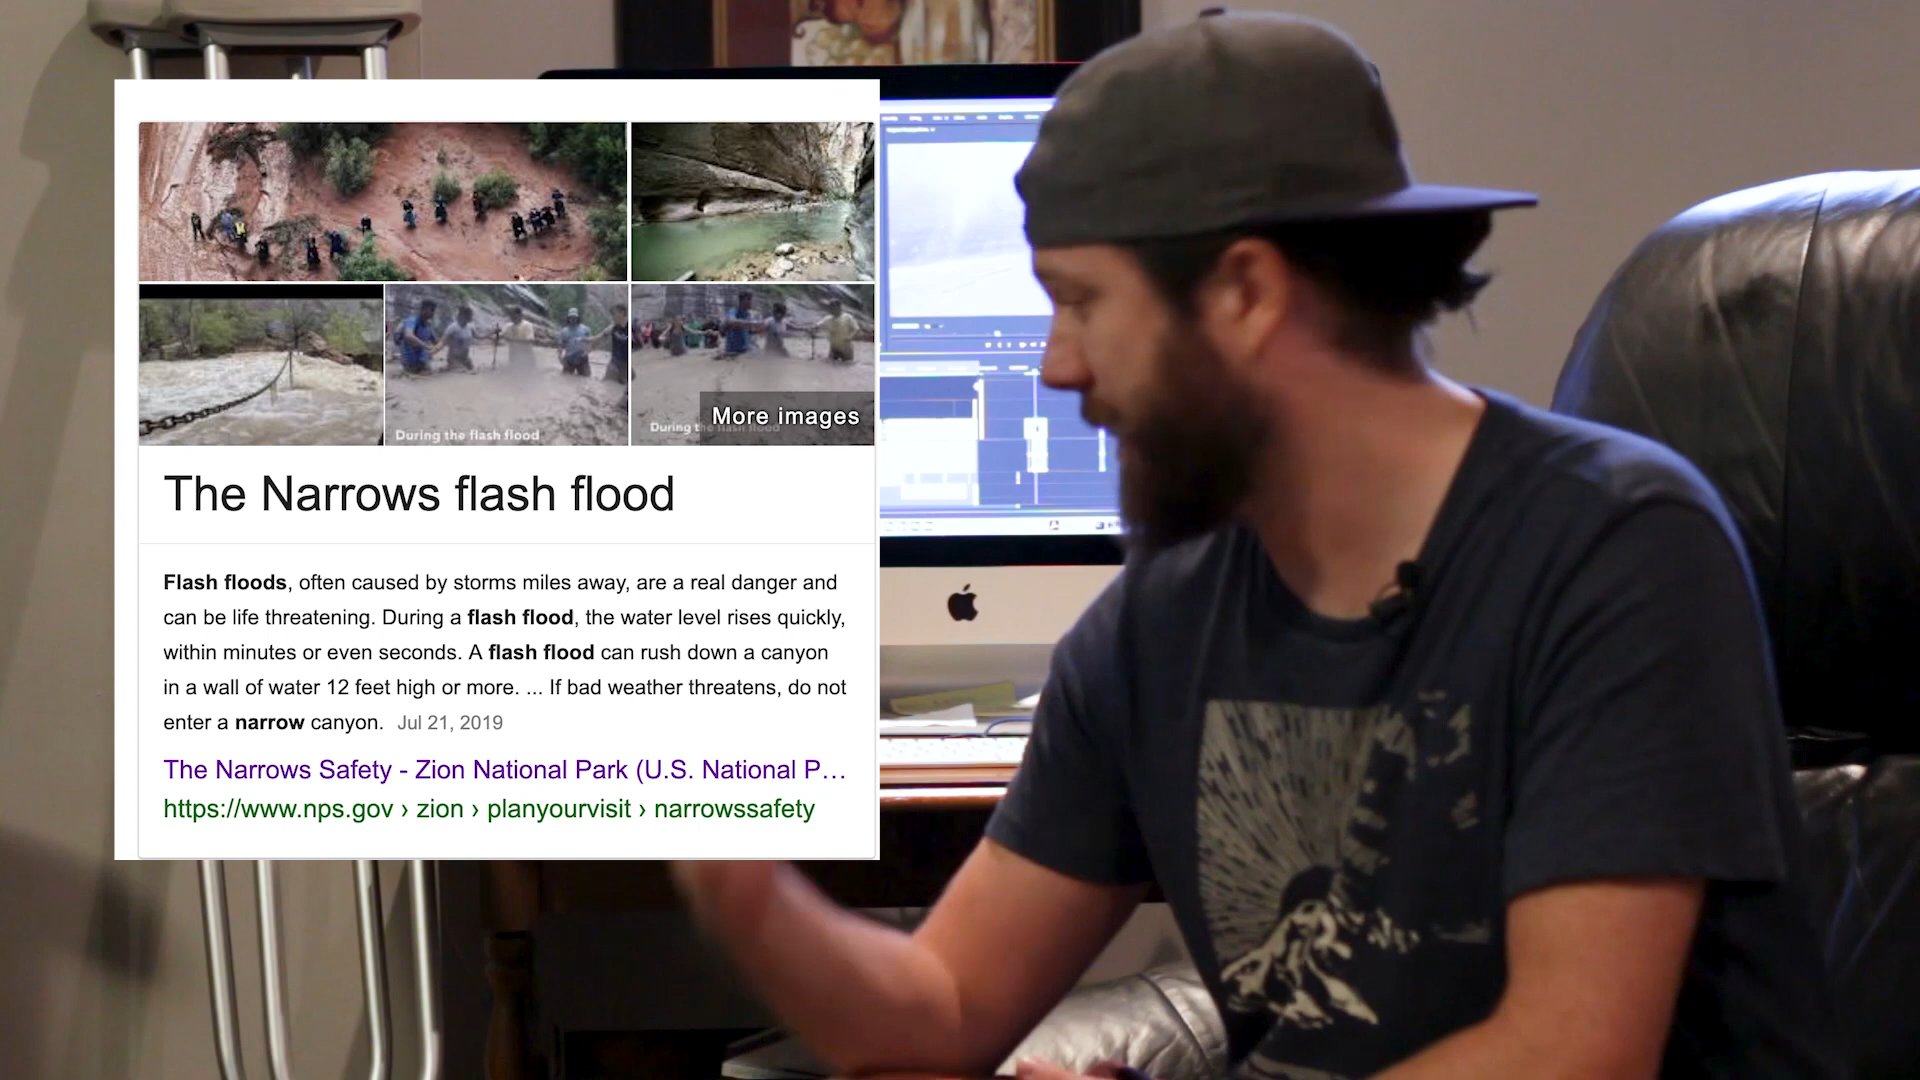 During the flash flood
During the flash flood
More images
The Narrows flash flood
Flash floods, often caused by storms miles away, are a real danger and
can be life threatening. During a flash flood, the water level rises quickly,
within minutes or even seconds. A flash flood can rush down a canyon
in a wall of water 12 feet high or more. ... If bad weather threatens, do not
enter a narrow canyon. Jul 21, 2019
The Narrows Safety - Zion National Park (U.S. National P…
https://www.nps.gov › zion › planyourvisit › narrowssafety